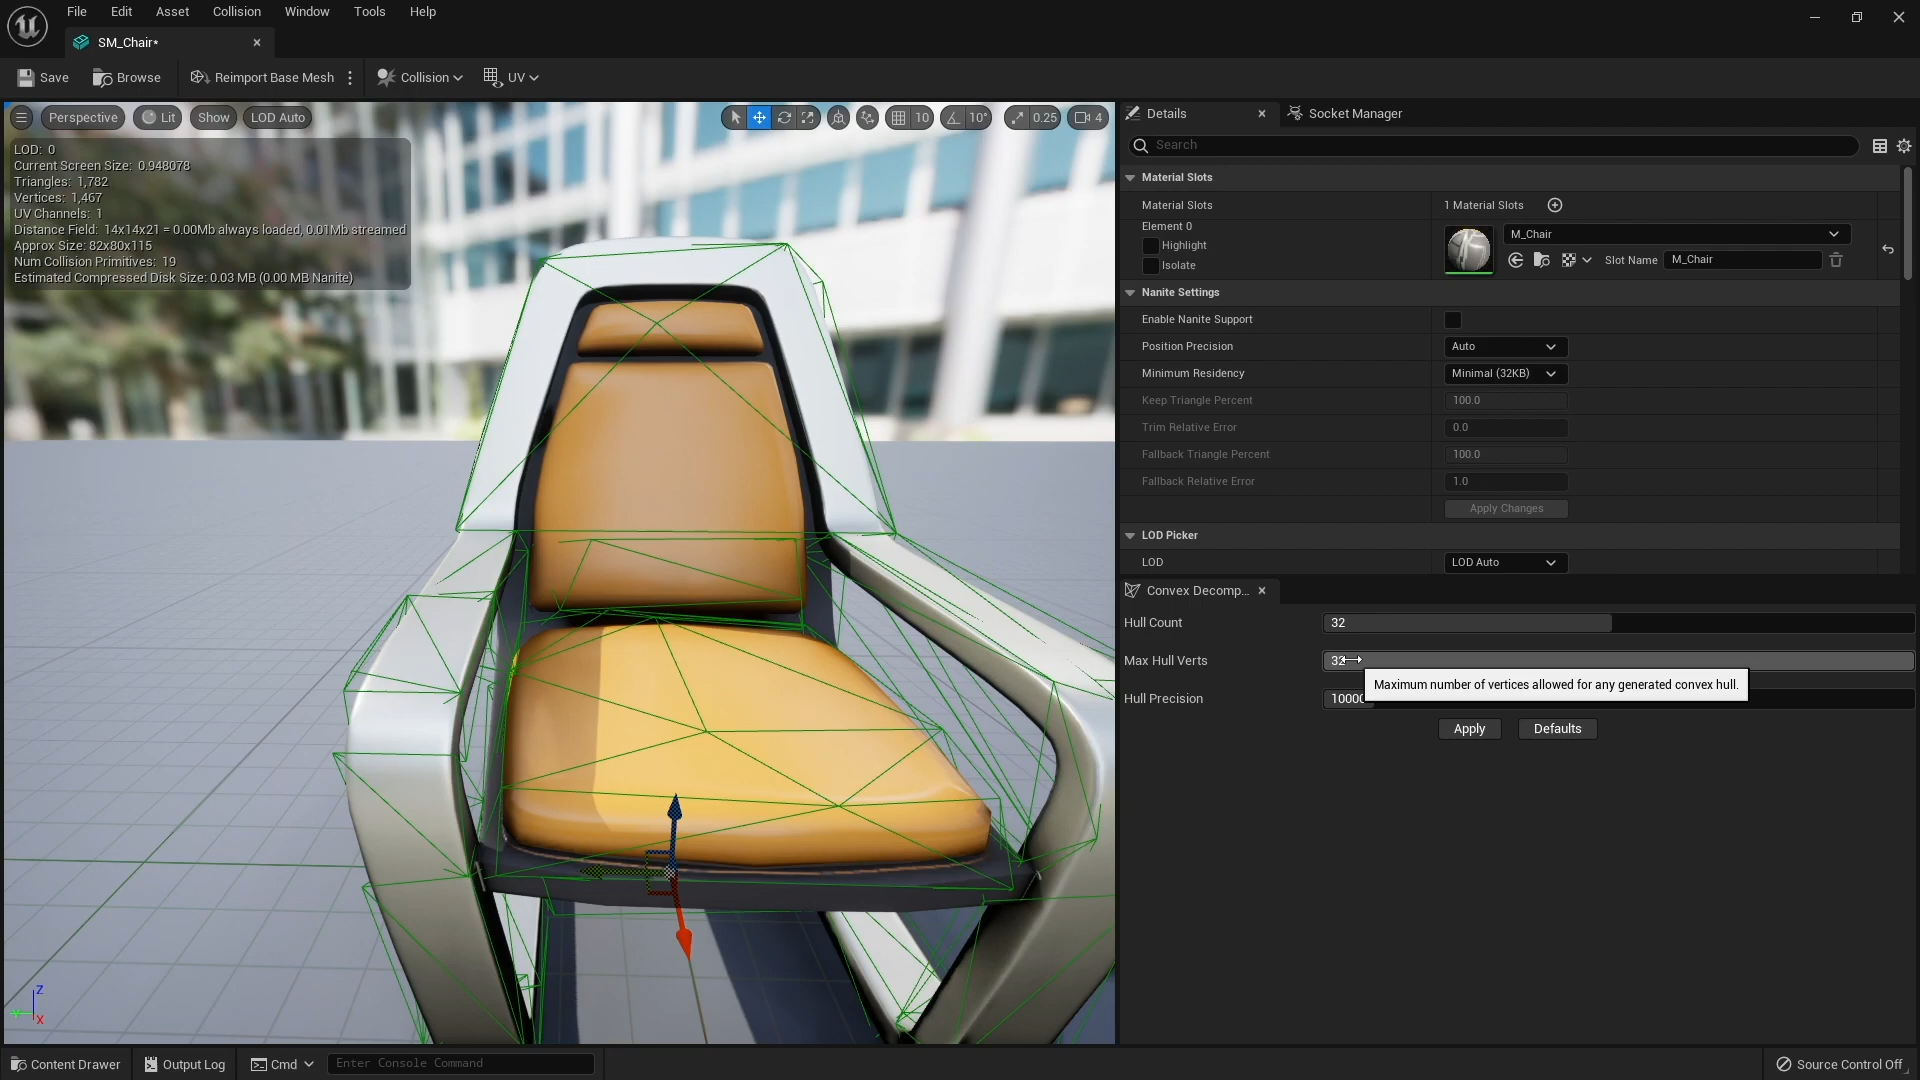 File Edit Asset Collision Window Tools Help
SM_Chair*
Save Browse Reimport Base Mesh Collision UV
Perspective Lit Show LOD Auto 10 10° 0.25 4
LOD: 0
Current Screen Size: 0.948078
Triangles: 1,782
Vertices: 1,467
UV Channels: 1
Distance Field: 14x14x21 = 0.00Mb always loaded, 0.01Mb streamed
Approx Size: 82x80x115
Num Collision Primitives: 19
Estimated Compressed Disk Size: 0.03 MB (0.00 MB Nanite)
Z
X
Details Socket Manager
Search
Material Slots
Material Slots 1 Material Slots
Element 0
Highlight
Isolate
M_Chair
Slot Name M_Chair
Nanite Settings
Enable Nanite Support
Position Precision Auto
Minimum Residency Minimal (32KB)
Keep Triangle Percent 100.0
Trim Relative Error 0.0
Fallback Triangle Percent 100.0
Fallback Relative Error 1.0
Apply Changes
LOD Picker
LOD LOD Auto
Convex Decomp...
Hull Count 32
Max Hull Verts 32
Maximum number of vertices allowed for any generated convex hull.
Hull Precision
Apply Defaults
Content Drawer Output Log Cmd Enter Console Command Source Control Off